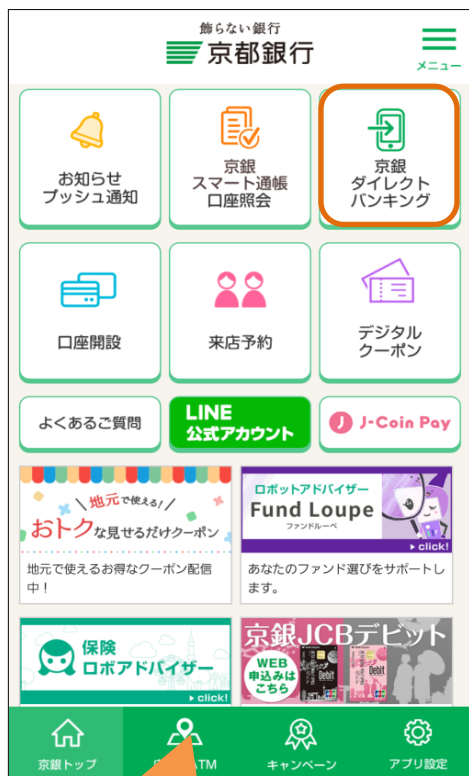 飾らない銀行
京都銀行
メニュー
お知らせ
プッシュ通知
京銀
スマート通帳
口座照会
京銀
ダイレクト
バンキング
口座開設
来店予約
デジタル
クーポン
よくあるご質問
LINE
公式アカウント
J J-Coin Pay
地元で使える!
おトクな見せるだけクーポン
地元で使えるお得なクーポン配信
中!
ロボットアドバイザー
Fund Loupe
ファンドルーペ
click!
あなたのファンド選びをサポートし
ます。
保険
ロボアドバイザー
click!
京銀JCBデビット
WEB
申込みは
こちら
Debit
Debit
京銀トップ
ATM
キャンペーン
アプリ設定